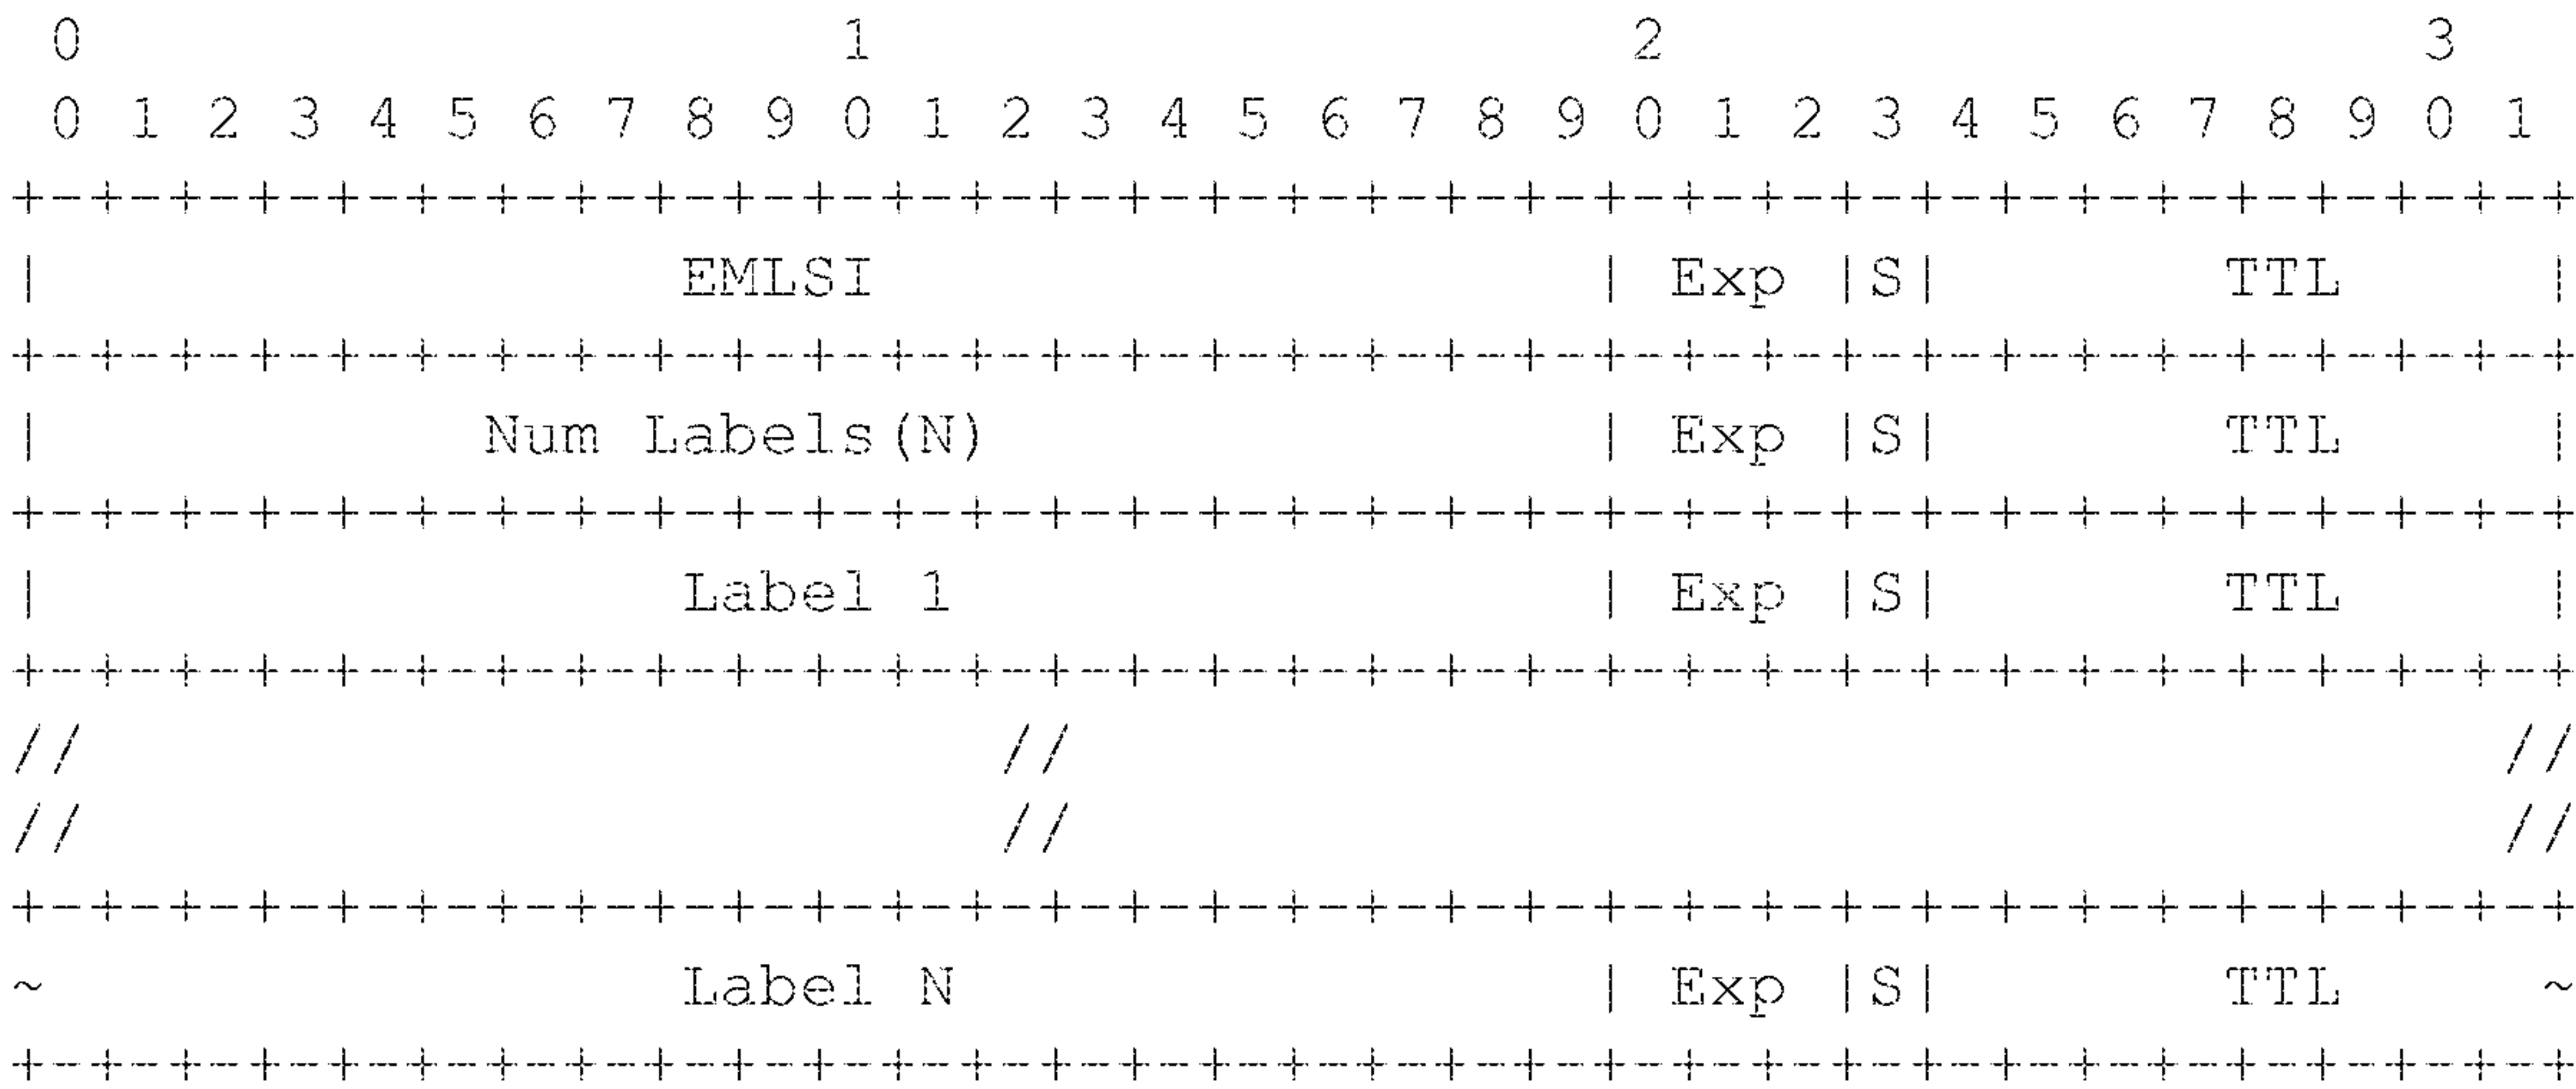 0                   1                   2                   3
 0 1 2 3 4 5 6 7 8 9 0 1 2 3 4 5 6 7 8 9 0 1 2 3 4 5 6 7 8 9 0 1
+-+-+-+-+-+-+-+-+-+-+-+-+-+-+-+-+-+-+-+-+-+-+-+-+-+-+-+-+-+-+-+-+
|                EMLSI                  | Exp |S|       TTL     |
+-+-+-+-+-+-+-+-+-+-+-+-+-+-+-+-+-+-+-+-+-+-+-+-+-+-+-+-+-+-+-+-+
|           Num Labels(N)               | Exp |S|       TTL     |
+-+-+-+-+-+-+-+-+-+-+-+-+-+-+-+-+-+-+-+-+-+-+-+-+-+-+-+-+-+-+-+-+
|                Label 1                | Exp |S|       TTL     |
+-+-+-+-+-+-+-+-+-+-+-+-+-+-+-+-+-+-+-+-+-+-+-+-+-+-+-+-+-+-+-+-+
//                       //                                    //
//                       //                                    //
+-+-+-+-+-+-+-+-+-+-+-+-+-+-+-+-+-+-+-+-+-+-+-+-+-+-+-+-+-+-+-+-+
~                Label N                | Exp |S|       TTL     ~
+-+-+-+-+-+-+-+-+-+-+-+-+-+-+-+-+-+-+-+-+-+-+-+-+-+-+-+-+-+-+-+-+